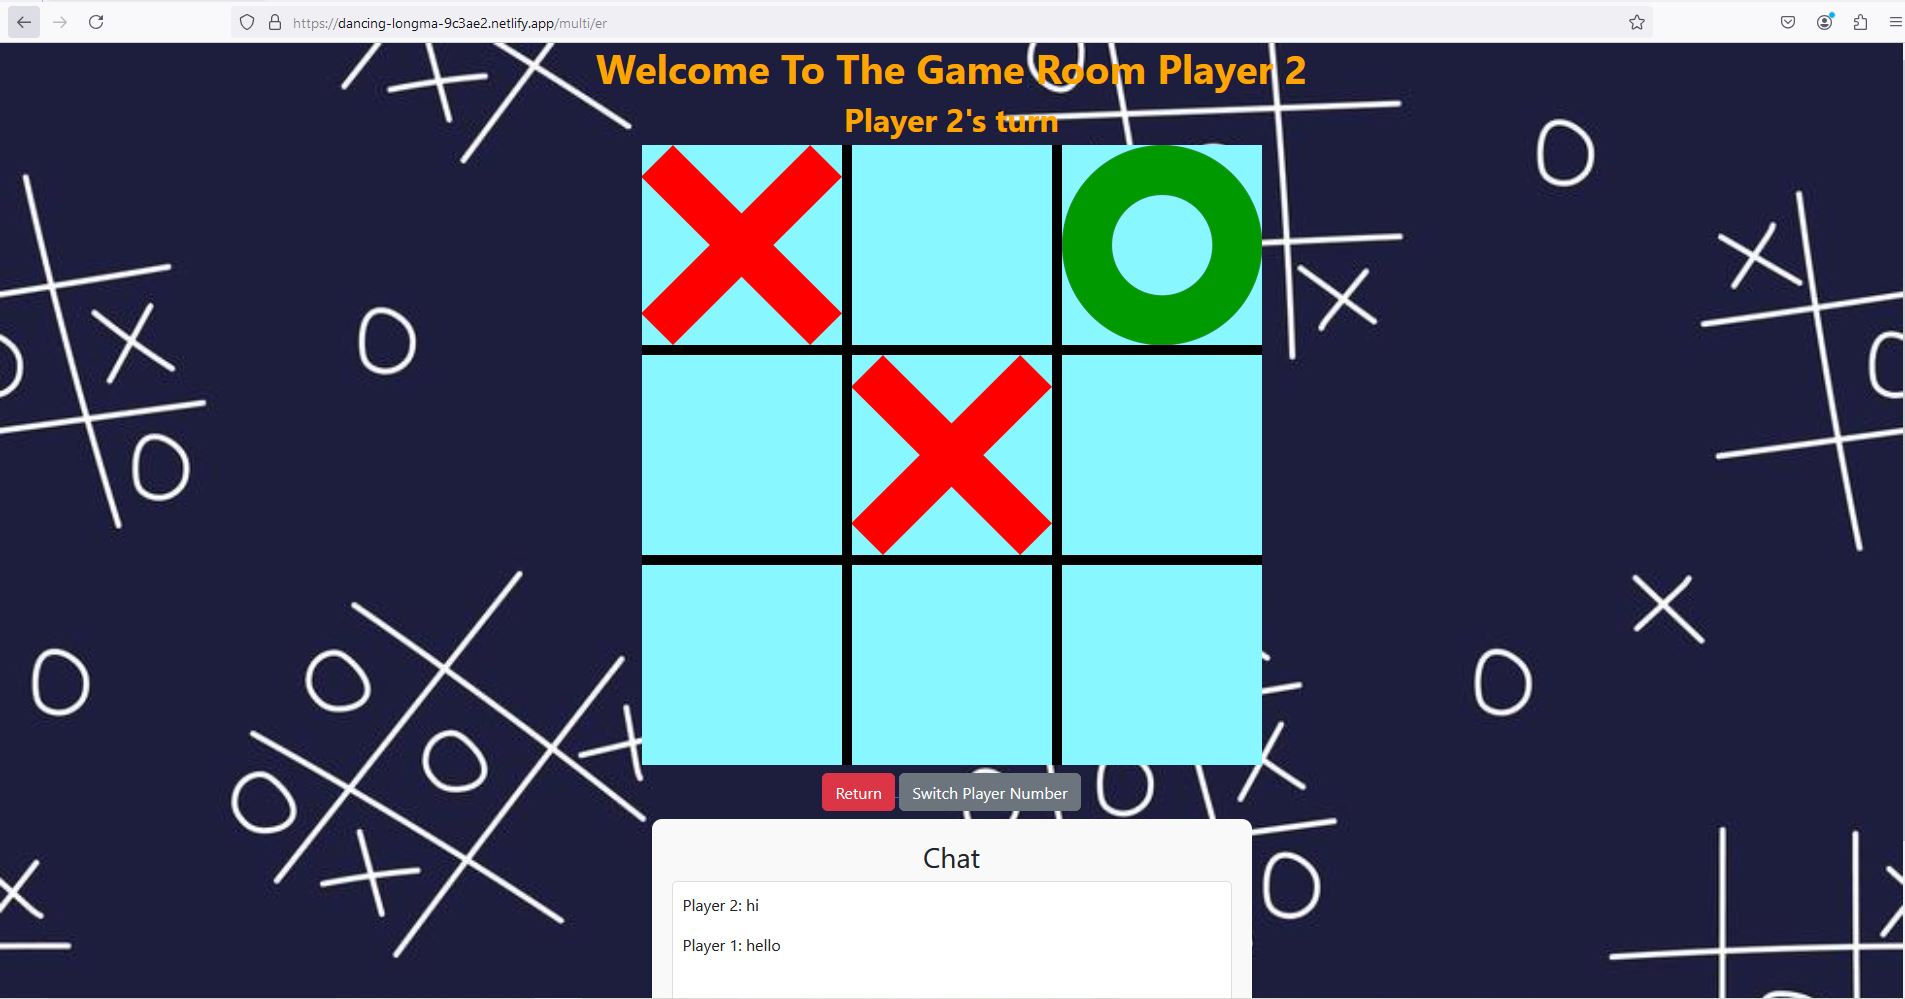 https://dancing-longma-9c3ae2.netlify.app/multi/er
Welcome To The Game Room Player 2
Player 2's turn
Return
Switch Player Number
Chat
Player 2: hi
Player 1: hello